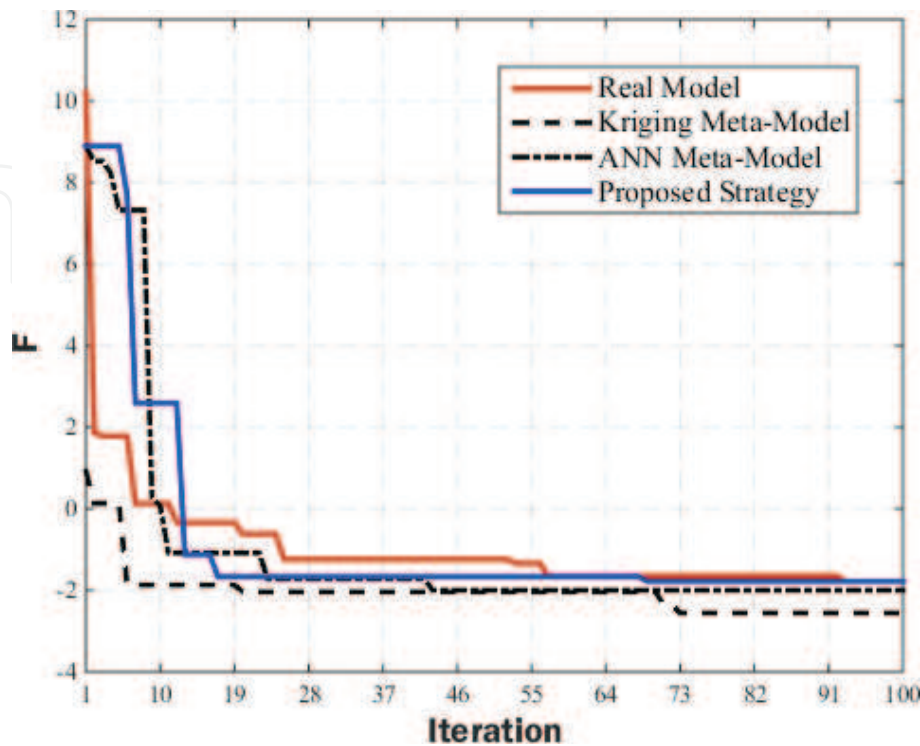 12
10
8
6
4
2
0
-2
-4
F
Real Model
Kriging Meta-Model
ANN Meta-Model
Proposed Strategy
1 10 19 28 37 46 55 64 73 82 91 100
Iteration